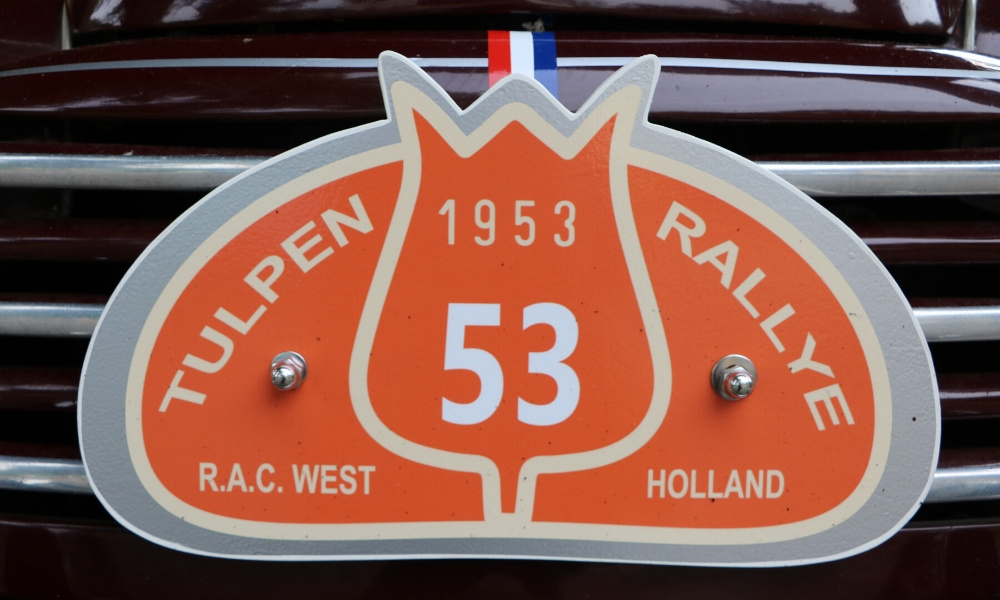 1953
TULPEN
RALLYE
53
R.A.C. WEST
HOLLAND